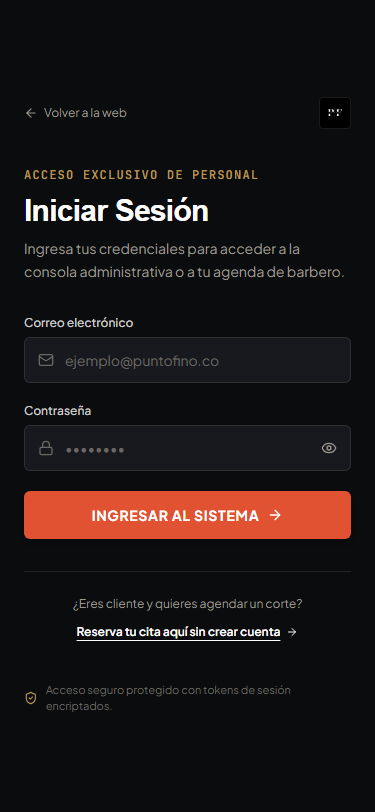 Volver a la web
ACCESO EXCLUSIVO DE PERSONAL
Iniciar Sesión
Ingresa tus credenciales para acceder a la
consola administrativa o a tu agenda de barbero.
Correo electrónico
ejemplo@puntofino.co
Contraseña
••••••••
INGRESAR AL SISTEMA
¿Eres cliente y quieres agendar un corte?
Reserva tu cita aquí sin crear cuenta
Acceso seguro protegido con tokens de sesión
encriptados.